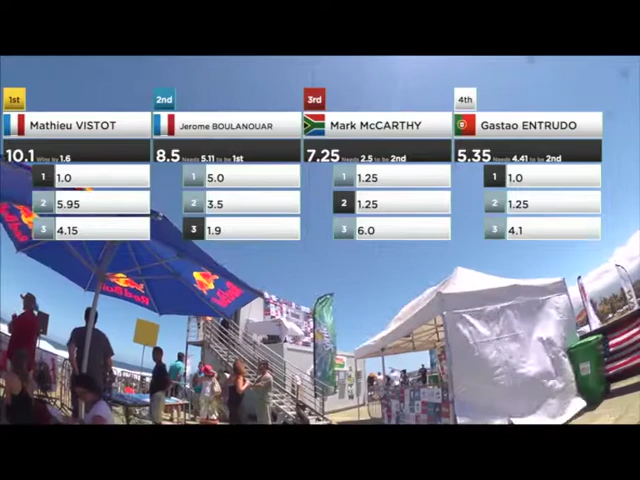 1st
Mathieu VISTOT
10.1 Wins by 1.6
1 1.0
2 5.95
3 4.15
2nd
Jerome BOULANOUAR
8.5 Needs 5.11 to be 1st
1 5.0
2 3.5
3 1.9
3rd
Mark McCARTHY
7.25 Needs 2.5 to be 2nd
1 1.25
2 1.25
3 6.0
4th
Gastao ENTRUDO
5.35 Needs 4.41 to be 2nd
1 1.0
2 1.25
3 4.1
Red Bull
Red Bull